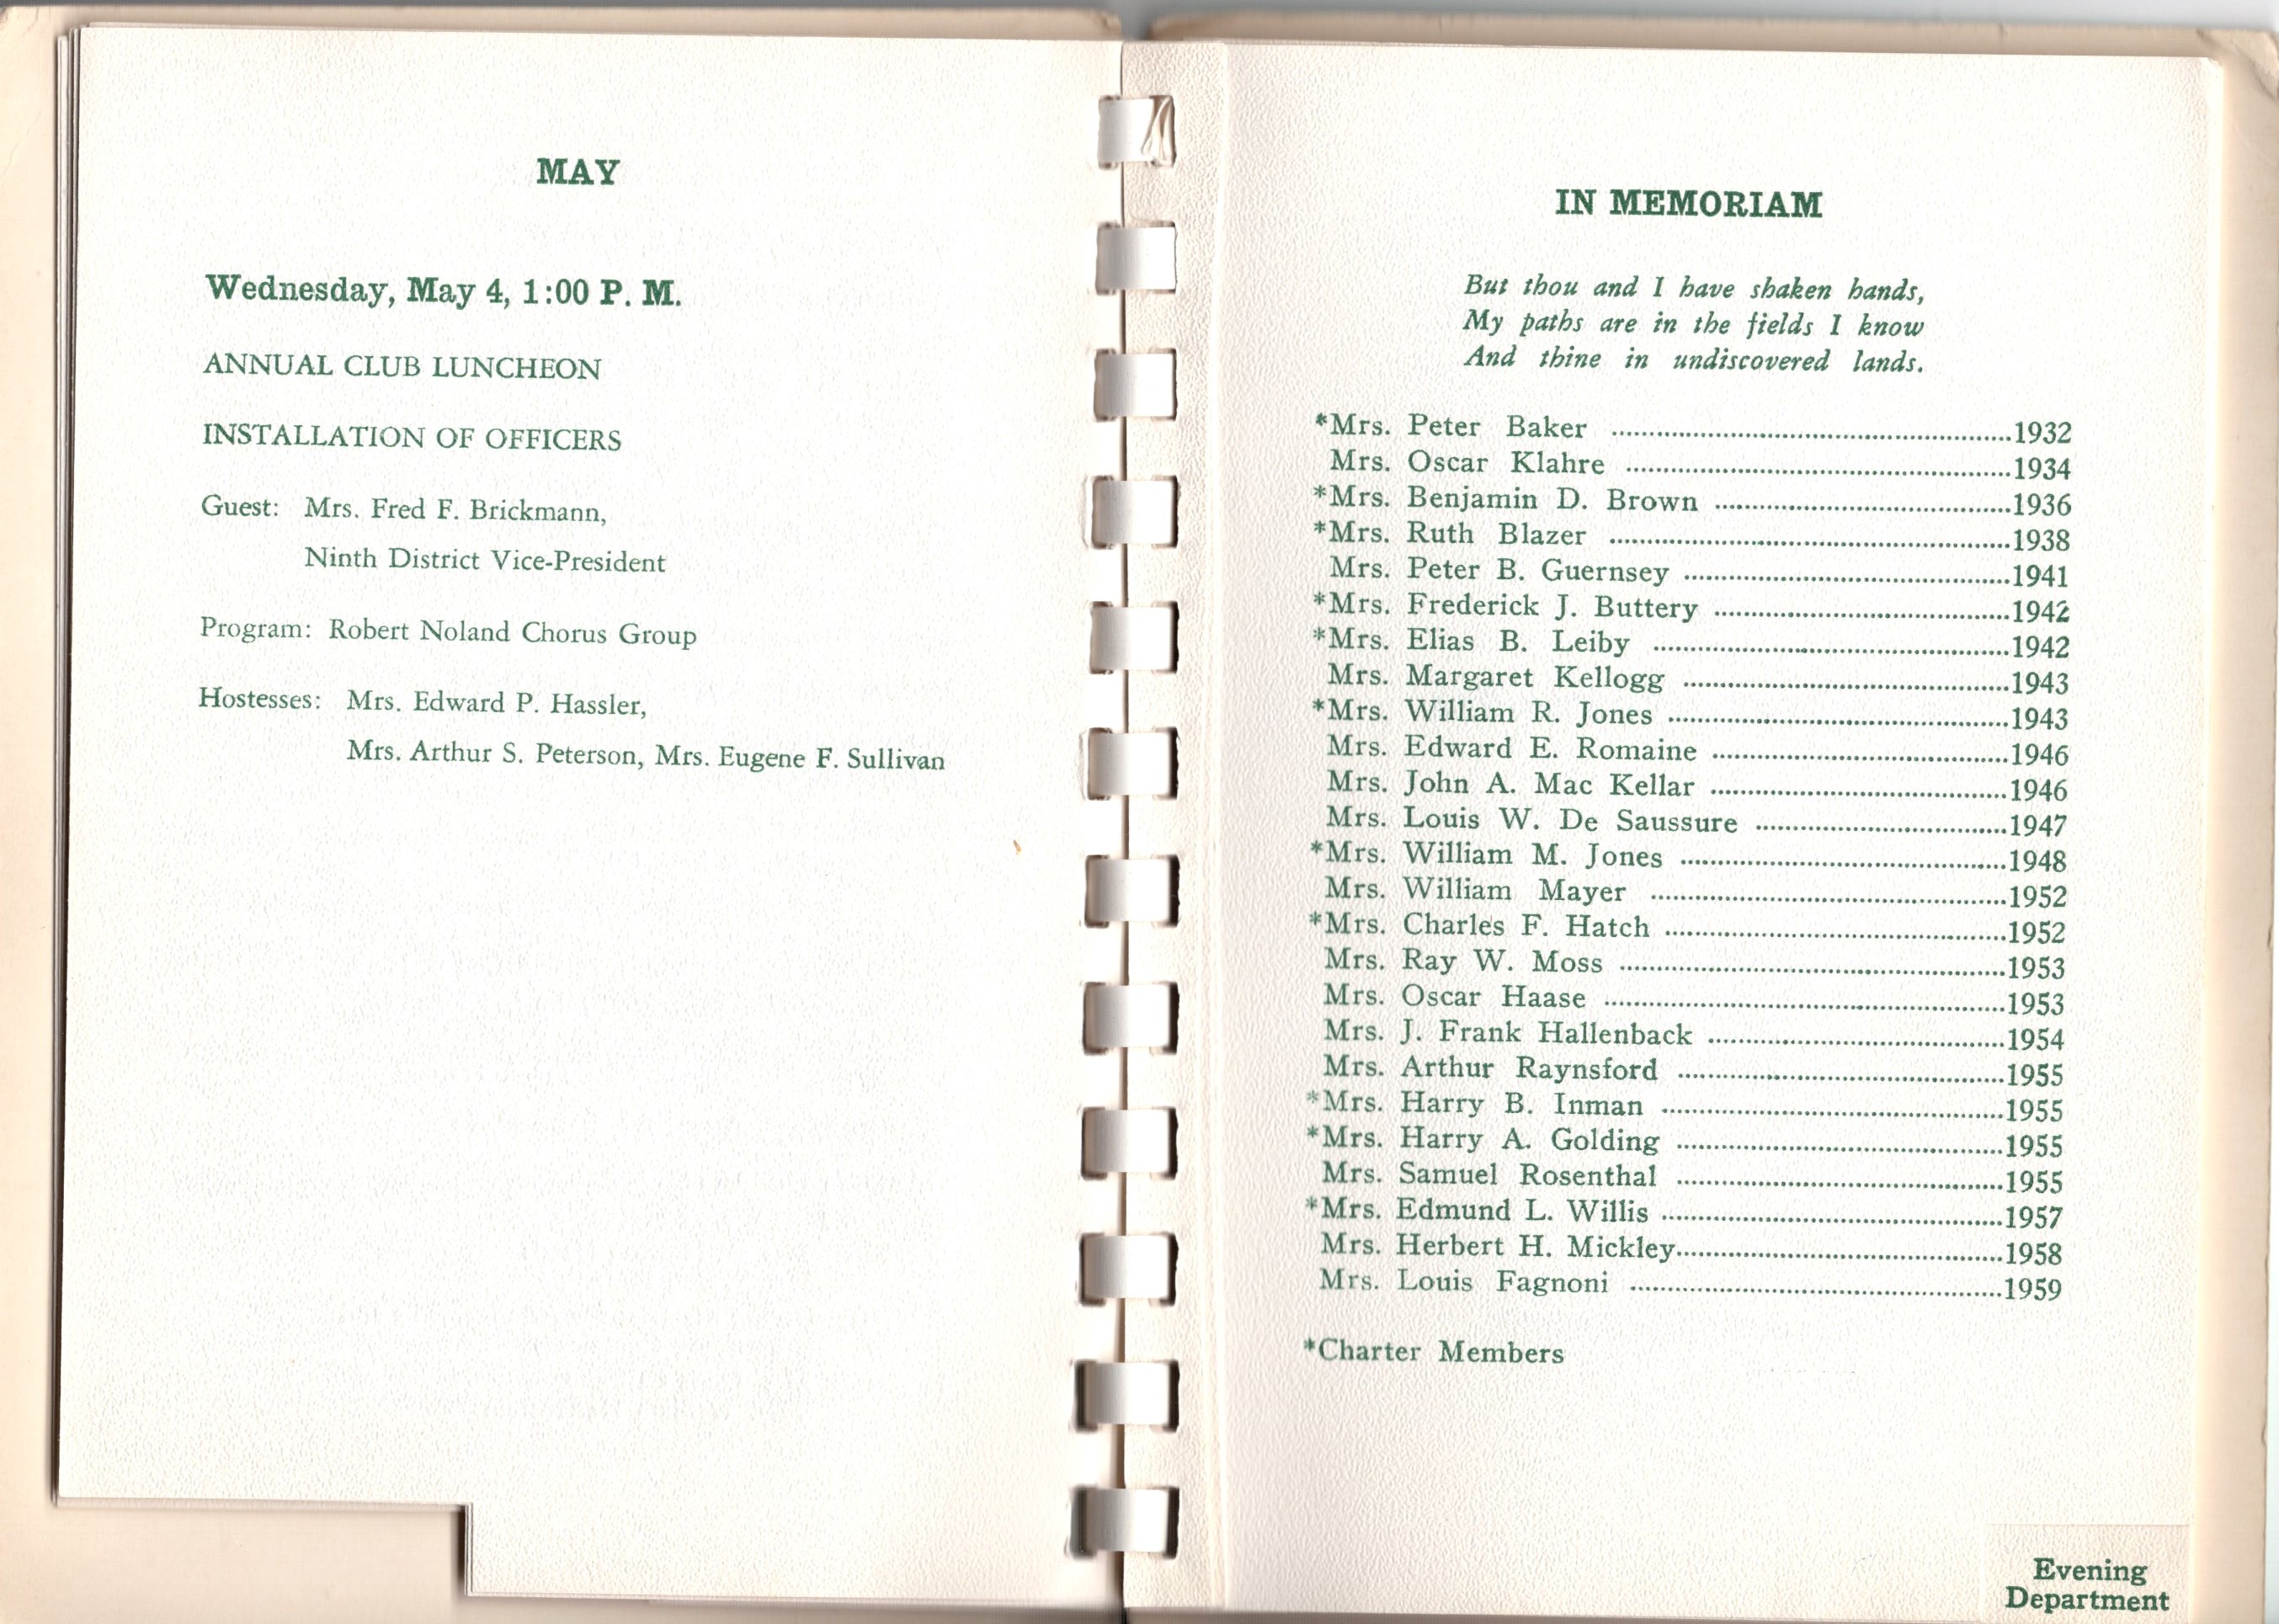 MAY
Wednesday, May 4, 1:00 P. M.
ANNUAL CLUB LUNCHEON
INSTALLATION OF OFFICERS
Guest: Mrs. Fred F. Brickmann,
Ninth District Vice-President
Program: Robert Noland Chorus Group
Hostesses: Mrs. Edward P. Hassler,
Mrs. Arthur S. Peterson, Mrs. Eugene F. Sullivan
IN MEMORIAM
But thou and I have shaken hands,
My paths are in the fields I know
And thine in undiscovered lands.
*Mrs. Peter Baker ........................................1932
Mrs. Oscar Klahre ........................................1934
*Mrs. Benjamin D. Brown ........................................1936
*Mrs. Ruth Blazer ........................................1938
Mrs. Peter B. Guernsey ........................................1941
*Mrs. Frederick J. Buttery ........................................1942
*Mrs. Elias B. Leiby ........................................1942
Mrs. Margaret Kellogg ........................................1943
*Mrs. William R. Jones ........................................1943
Mrs. Edward E. Romaine ........................................1946
Mrs. John A. Mac Kellar ........................................1946
Mrs. Louis W. De Saussure ........................................1947
*Mrs. William M. Jones ........................................1948
Mrs. William Mayer ........................................1952
*Mrs. Charles F. Hatch ........................................1952
Mrs. Ray W. Moss ........................................1953
Mrs. Oscar Haase ........................................1953
Mrs. J. Frank Hallenback ........................................1954
Mrs. Arthur Raynsford ........................................1955
*Mrs. Harry B. Inman ........................................1955
*Mrs. Harry A. Golding ........................................1955
Mrs. Samuel Rosenthal ........................................1955
*Mrs. Edmund L. Willis ........................................1957
Mrs. Herbert H. Mickley........................................1958
Mrs. Louis Fagnoni ........................................1959
*Charter Members
Evening
Department